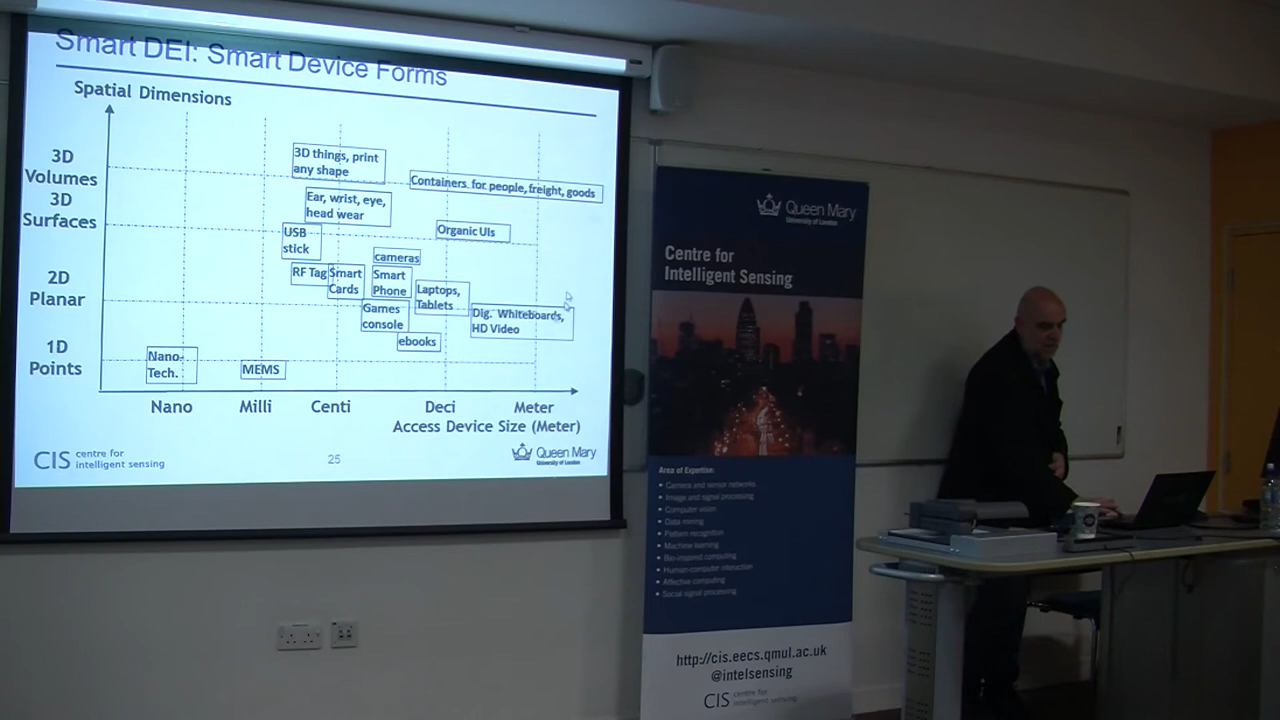 Smart DEI: Smart Device Forms
Spatial Dimensions
3D
Volumes
3D
Surfaces
2D
Planar
1D
Points
3D things, print
any shape
Containers for people, freight, goods
Ear, wrist, eye,
head wear
USB
stick
Organic UIs
cameras
RF Tag
Smart
Cards
Smart
Phone
Laptops,
Tablets
Games
console
Dig. Whiteboards,
HD Video
ebooks
Nano-
Tech.
MEMS
Nano
Milli
Centi
Deci
Meter
Access Device Size (Meter)
CIS centre for
intelligent sensing
25
Queen Mary
University of London
Queen Mary
University of London
Centre for
Intelligent Sensing
Area of Expertise:
• Camera and sensor networks
• Image and signal processing
• Computer vision
• Data mining
• Pattern recognition
• Machine learning
• Bio-inspired computing
• Human-computer interaction
• Affective computing
• Social signal processing
http://cis.eecs.qmul.ac.uk
@intelsensing
CIS centre for
intelligent sensing